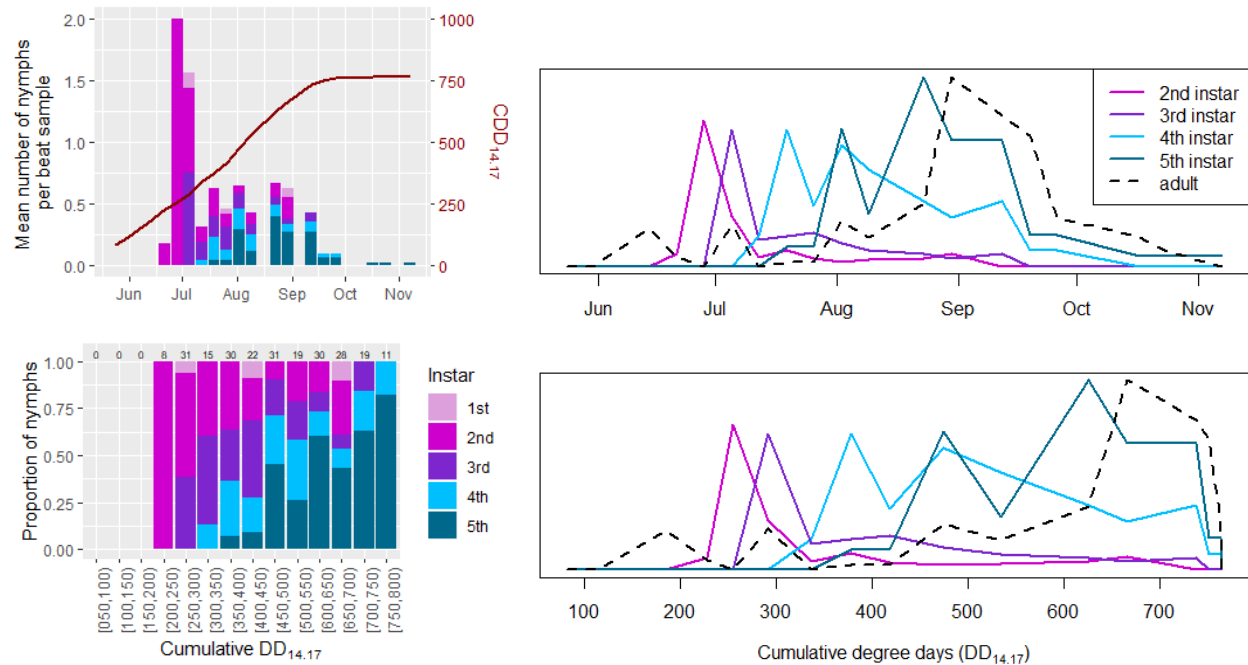 2.0
1.5
1.0
0.5
0.0
Mean number of nymphs
per beat sample
1000
750
500
250
0
CDD14.17
Jun Jul Aug Sep Oct Nov
2nd instar
3rd instar
4th instar
5th instar
adult
Jun Jul Aug Sep Oct Nov
0 0 0 6 31 15 30 22 31 19 30 28 19 11
1.00
0.75
0.50
0.25
0.00
Proportion of nymphs
[050,100)
[100,150)
[150,200)
[200,250)
[250,300)
[300,350)
[350,400)
[400,450)
[450,500)
[500,550)
[600,650)
[650,700)
[700,750)
[750,800)
Cumulative DD14.17
Instar
1st
2nd
3rd
4th
5th
100 200 300 400 500 600 700
Cumulative degree days (DD14.17)